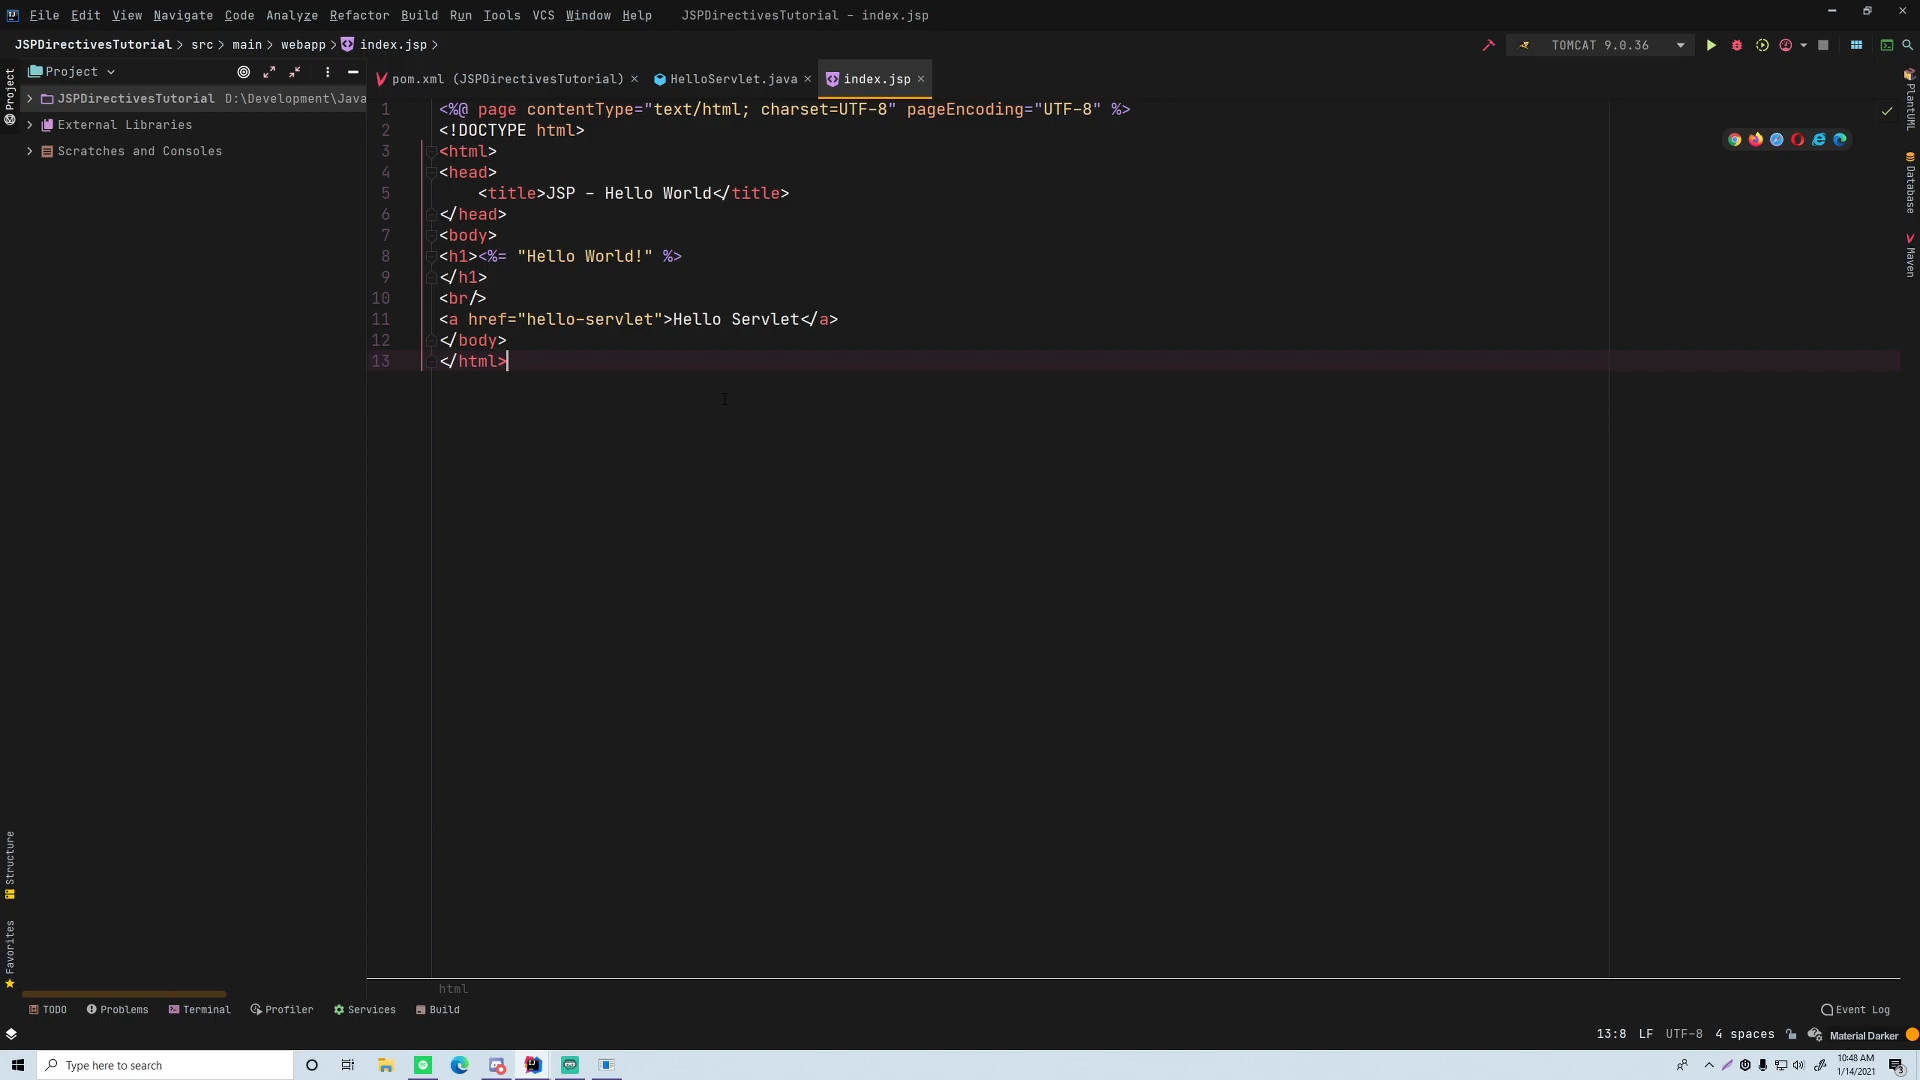 File Edit View Navigate Code Analyze Refactor Build Run Tools VCS Window Help JSPDirectivesTutorial - index.jsp
JSPDirectivesTutorial > src > main > webapp > index.jsp >
TOMCAT 9.0.36
Project
pom.xml (JSPDirectivesTutorial)
HelloServlet.java
index.jsp
JSPDirectivesTutorial D:\Development\Java
External Libraries
Scratches and Consoles
1 <%@ page contentType="text/html; charset=UTF-8" pageEncoding="UTF-8" %>
2 <!DOCTYPE html>
3 <html>
4 <head>
5 <title>JSP - Hello World</title>
6 </head>
7 <body>
8 <h1><%= "Hello World!" %>
9 </h1>
10 <br/>
11 <a href="hello-servlet">Hello Servlet</a>
12 </body>
13 </html>
Project
Structure
Favorites
PlantUML
Database
Maven
html
TODO Problems Terminal Profiler Services Build Event Log
13:8 LF UTF-8 4 spaces Material Darker
Type here to search
10:48 AM
1/14/2021
3